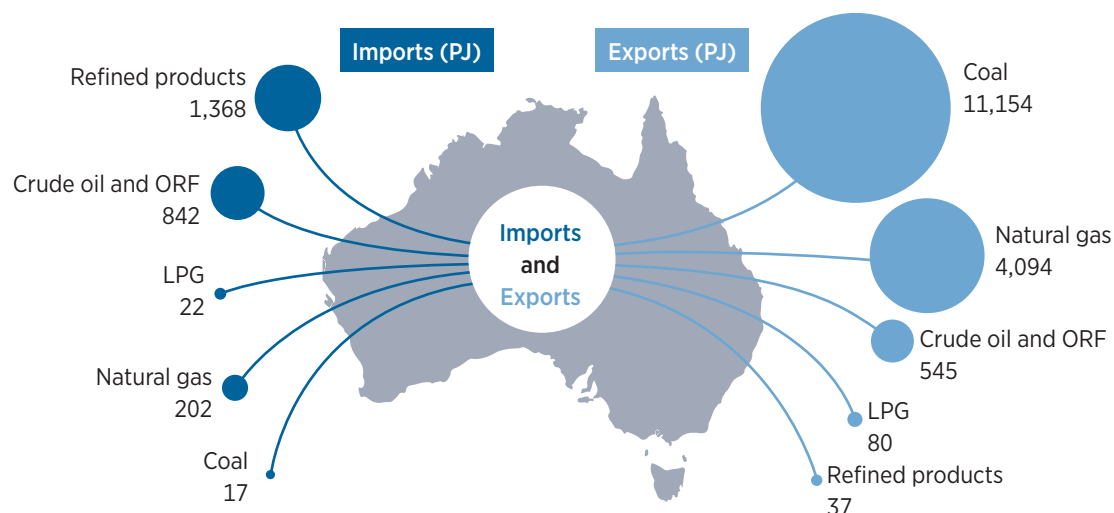 Imports (PJ)
Exports (PJ)
Refined products
1,368
Crude oil and ORF
842
LPG
22
Natural gas
202
Coal
17
Imports
and
Exports
Coal
11,154
Natural gas
4,094
Crude oil and ORF
545
LPG
80
Refined products
37